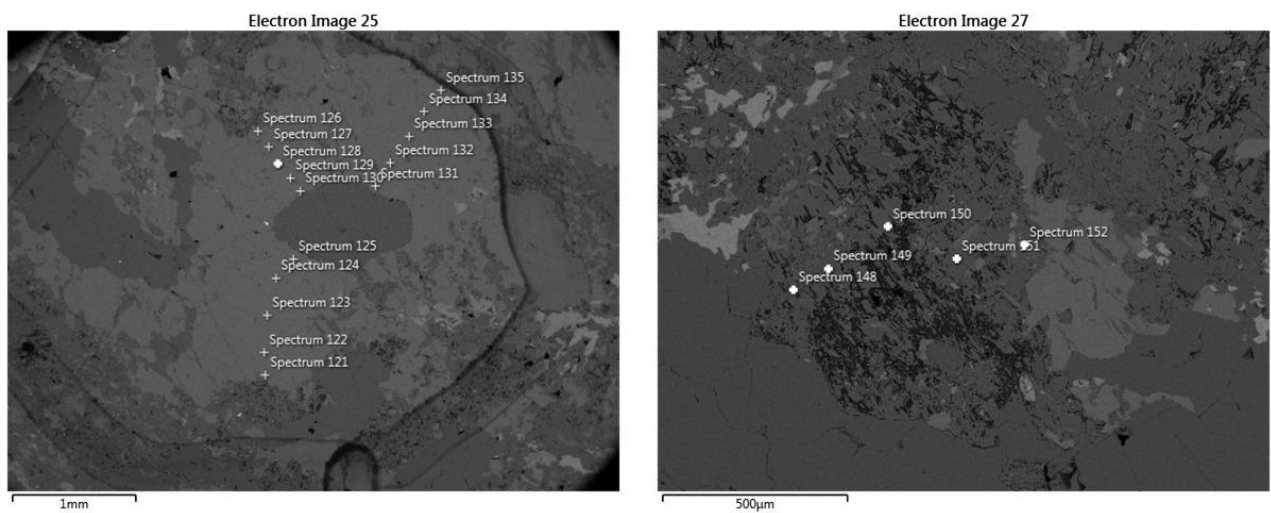 Electron Image 25
Spectrum 135
Spectrum 134
Spectrum 126
Spectrum 133
Spectrum 127
Spectrum 128
Spectrum 132
Spectrum 129
Spectrum 130
Spectrum 131
Spectrum 125
Spectrum 124
Spectrum 123
Spectrum 122
Spectrum 121
1mm
Electron Image 27
Spectrum 150
Spectrum 152
Spectrum 151
Spectrum 149
Spectrum 148
500µm